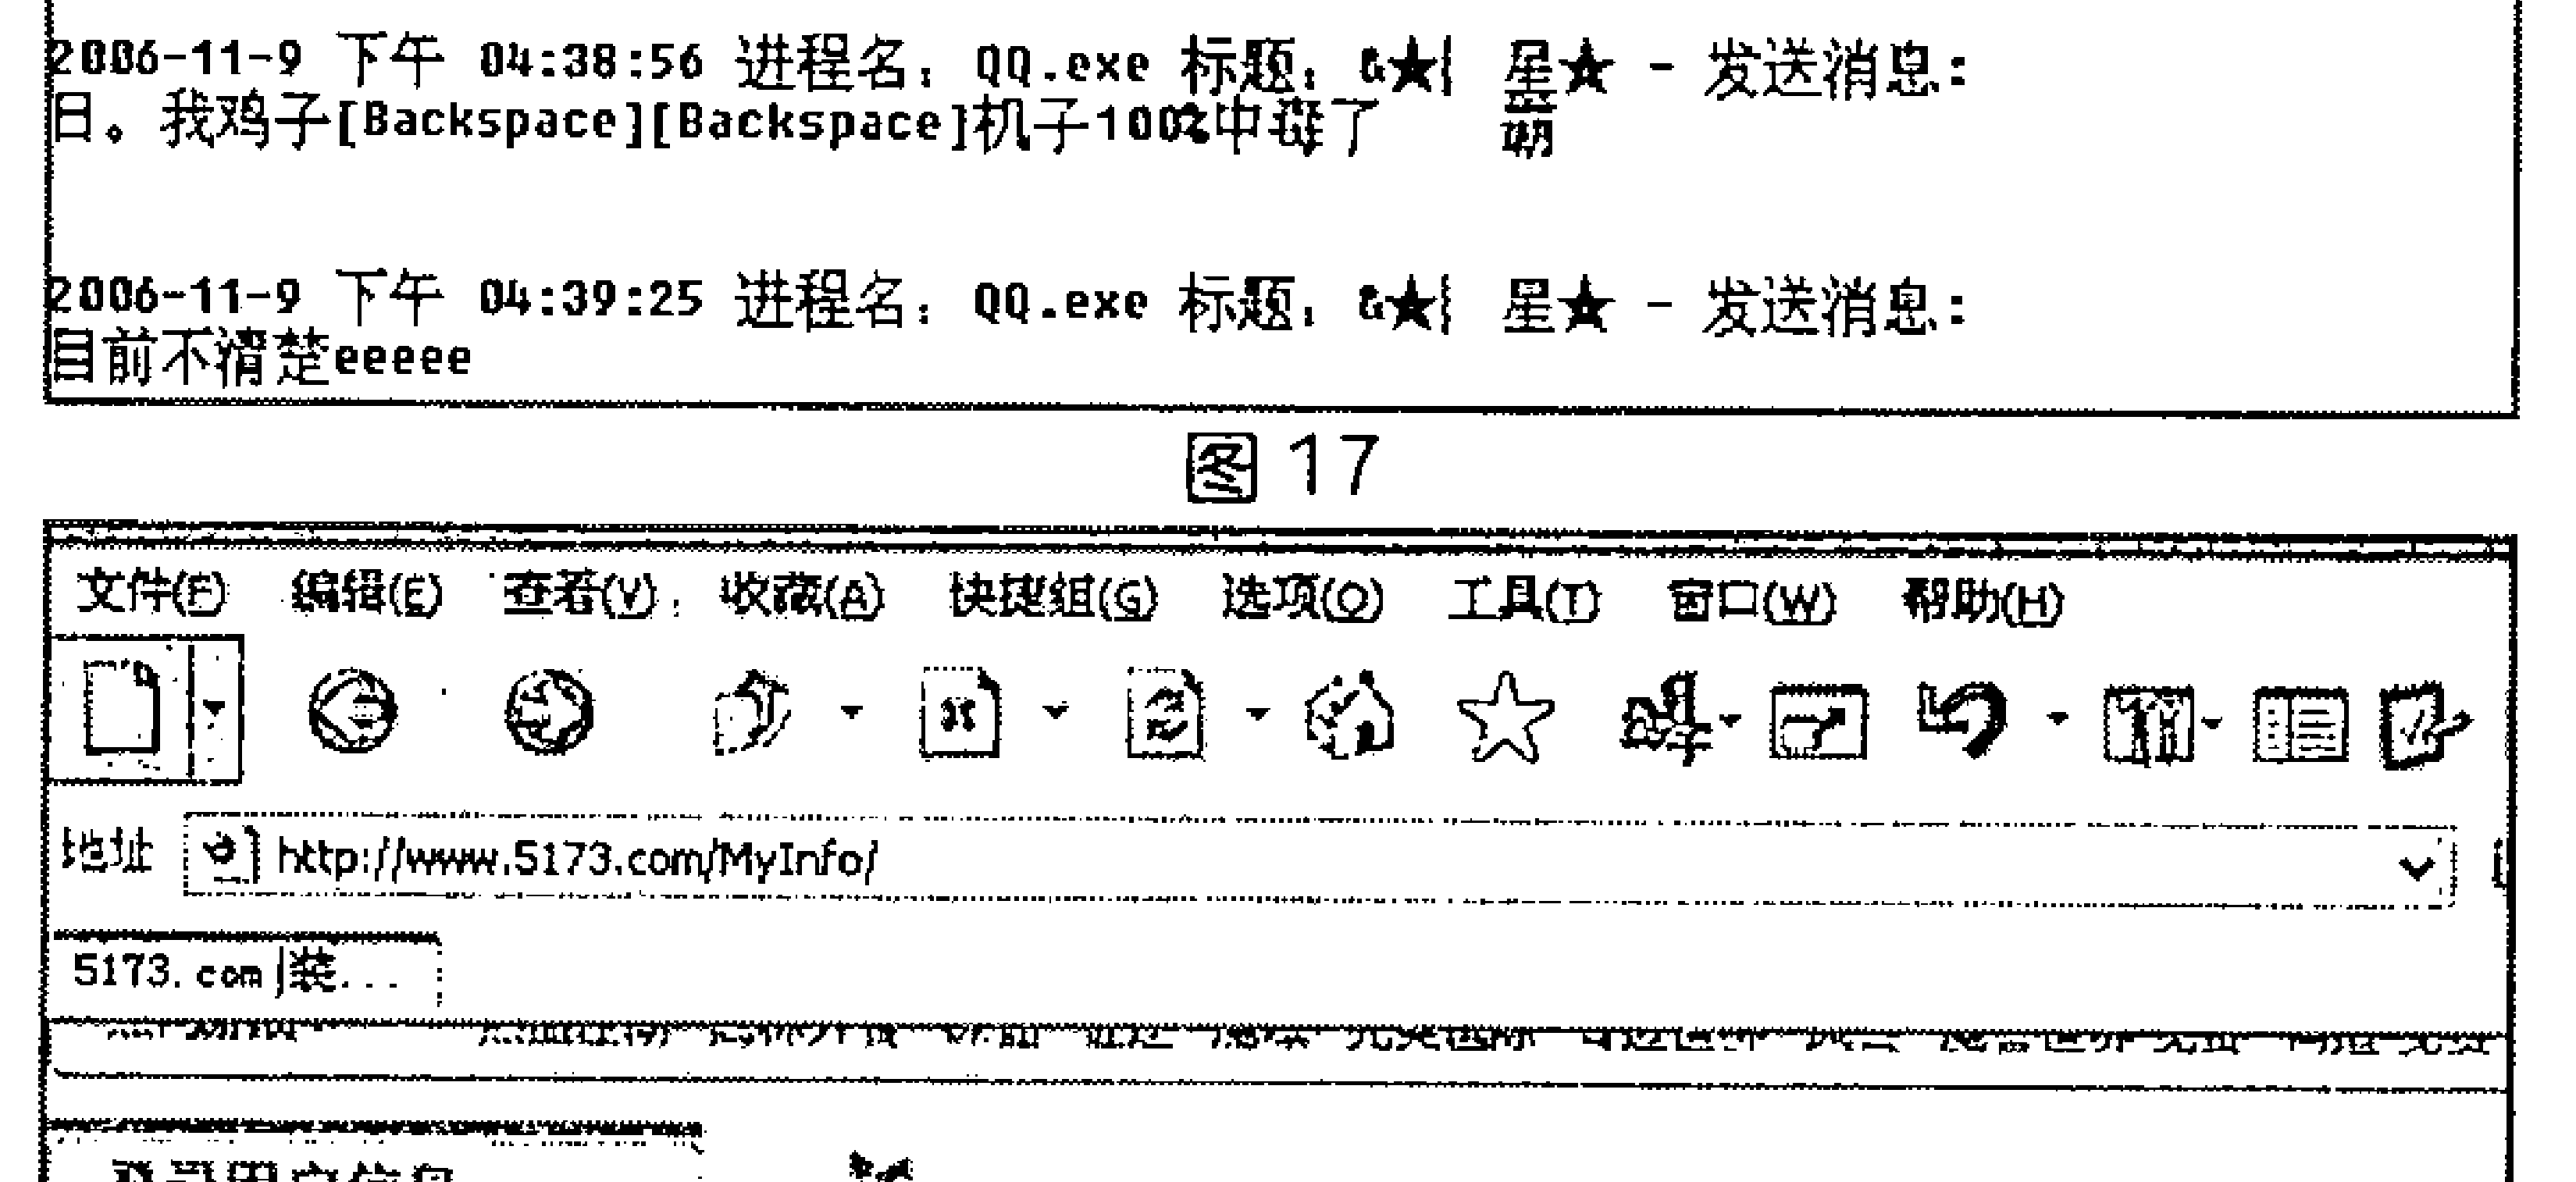 2006-11-9 下午 04:38:56 进程名：QQ.exe 标题：&★┆ 星★ - 发送消息:
日。我鸡子[Backspace][Backspace]机子100%中毒了
2006-11-9 下午 04:39:25 进程名：QQ.exe 标题：&★┆ 星★ - 发送消息:
目前不清楚eeeee
图 17
文件(F) 编辑(E) 查看(V) 收藏(A) 快捷组(G) 选项(O) 工具(T) 窗口(W) 帮助(H)
地址 http://www.5173.com/MyInfo/
5173.com 装...